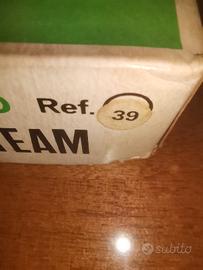 Ref. 39
TEAM
subito